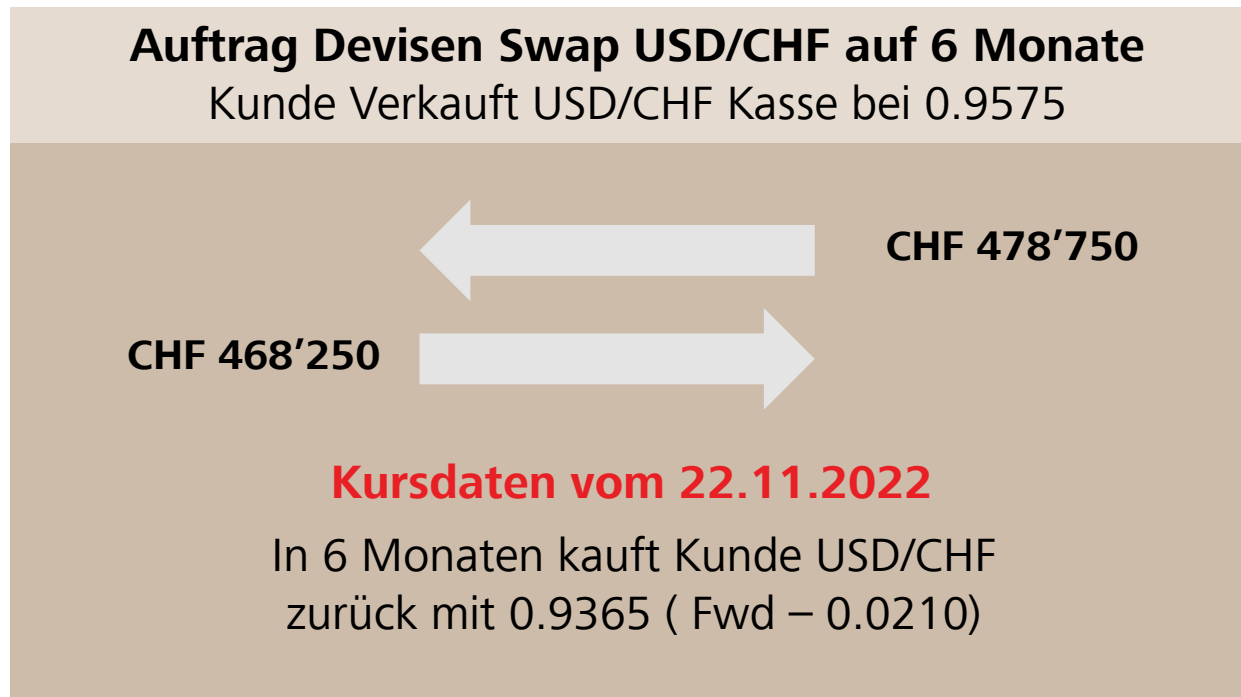 Auftrag Devisen Swap USD/CHF auf 6 Monate
Kunde Verkauft USD/CHF Kasse bei 0.9575
CHF 478’750
CHF 468’250
Kursdaten vom 22.11.2022
In 6 Monaten kauft Kunde USD/CHF
zurück mit 0.9365 ( Fwd – 0.0210)